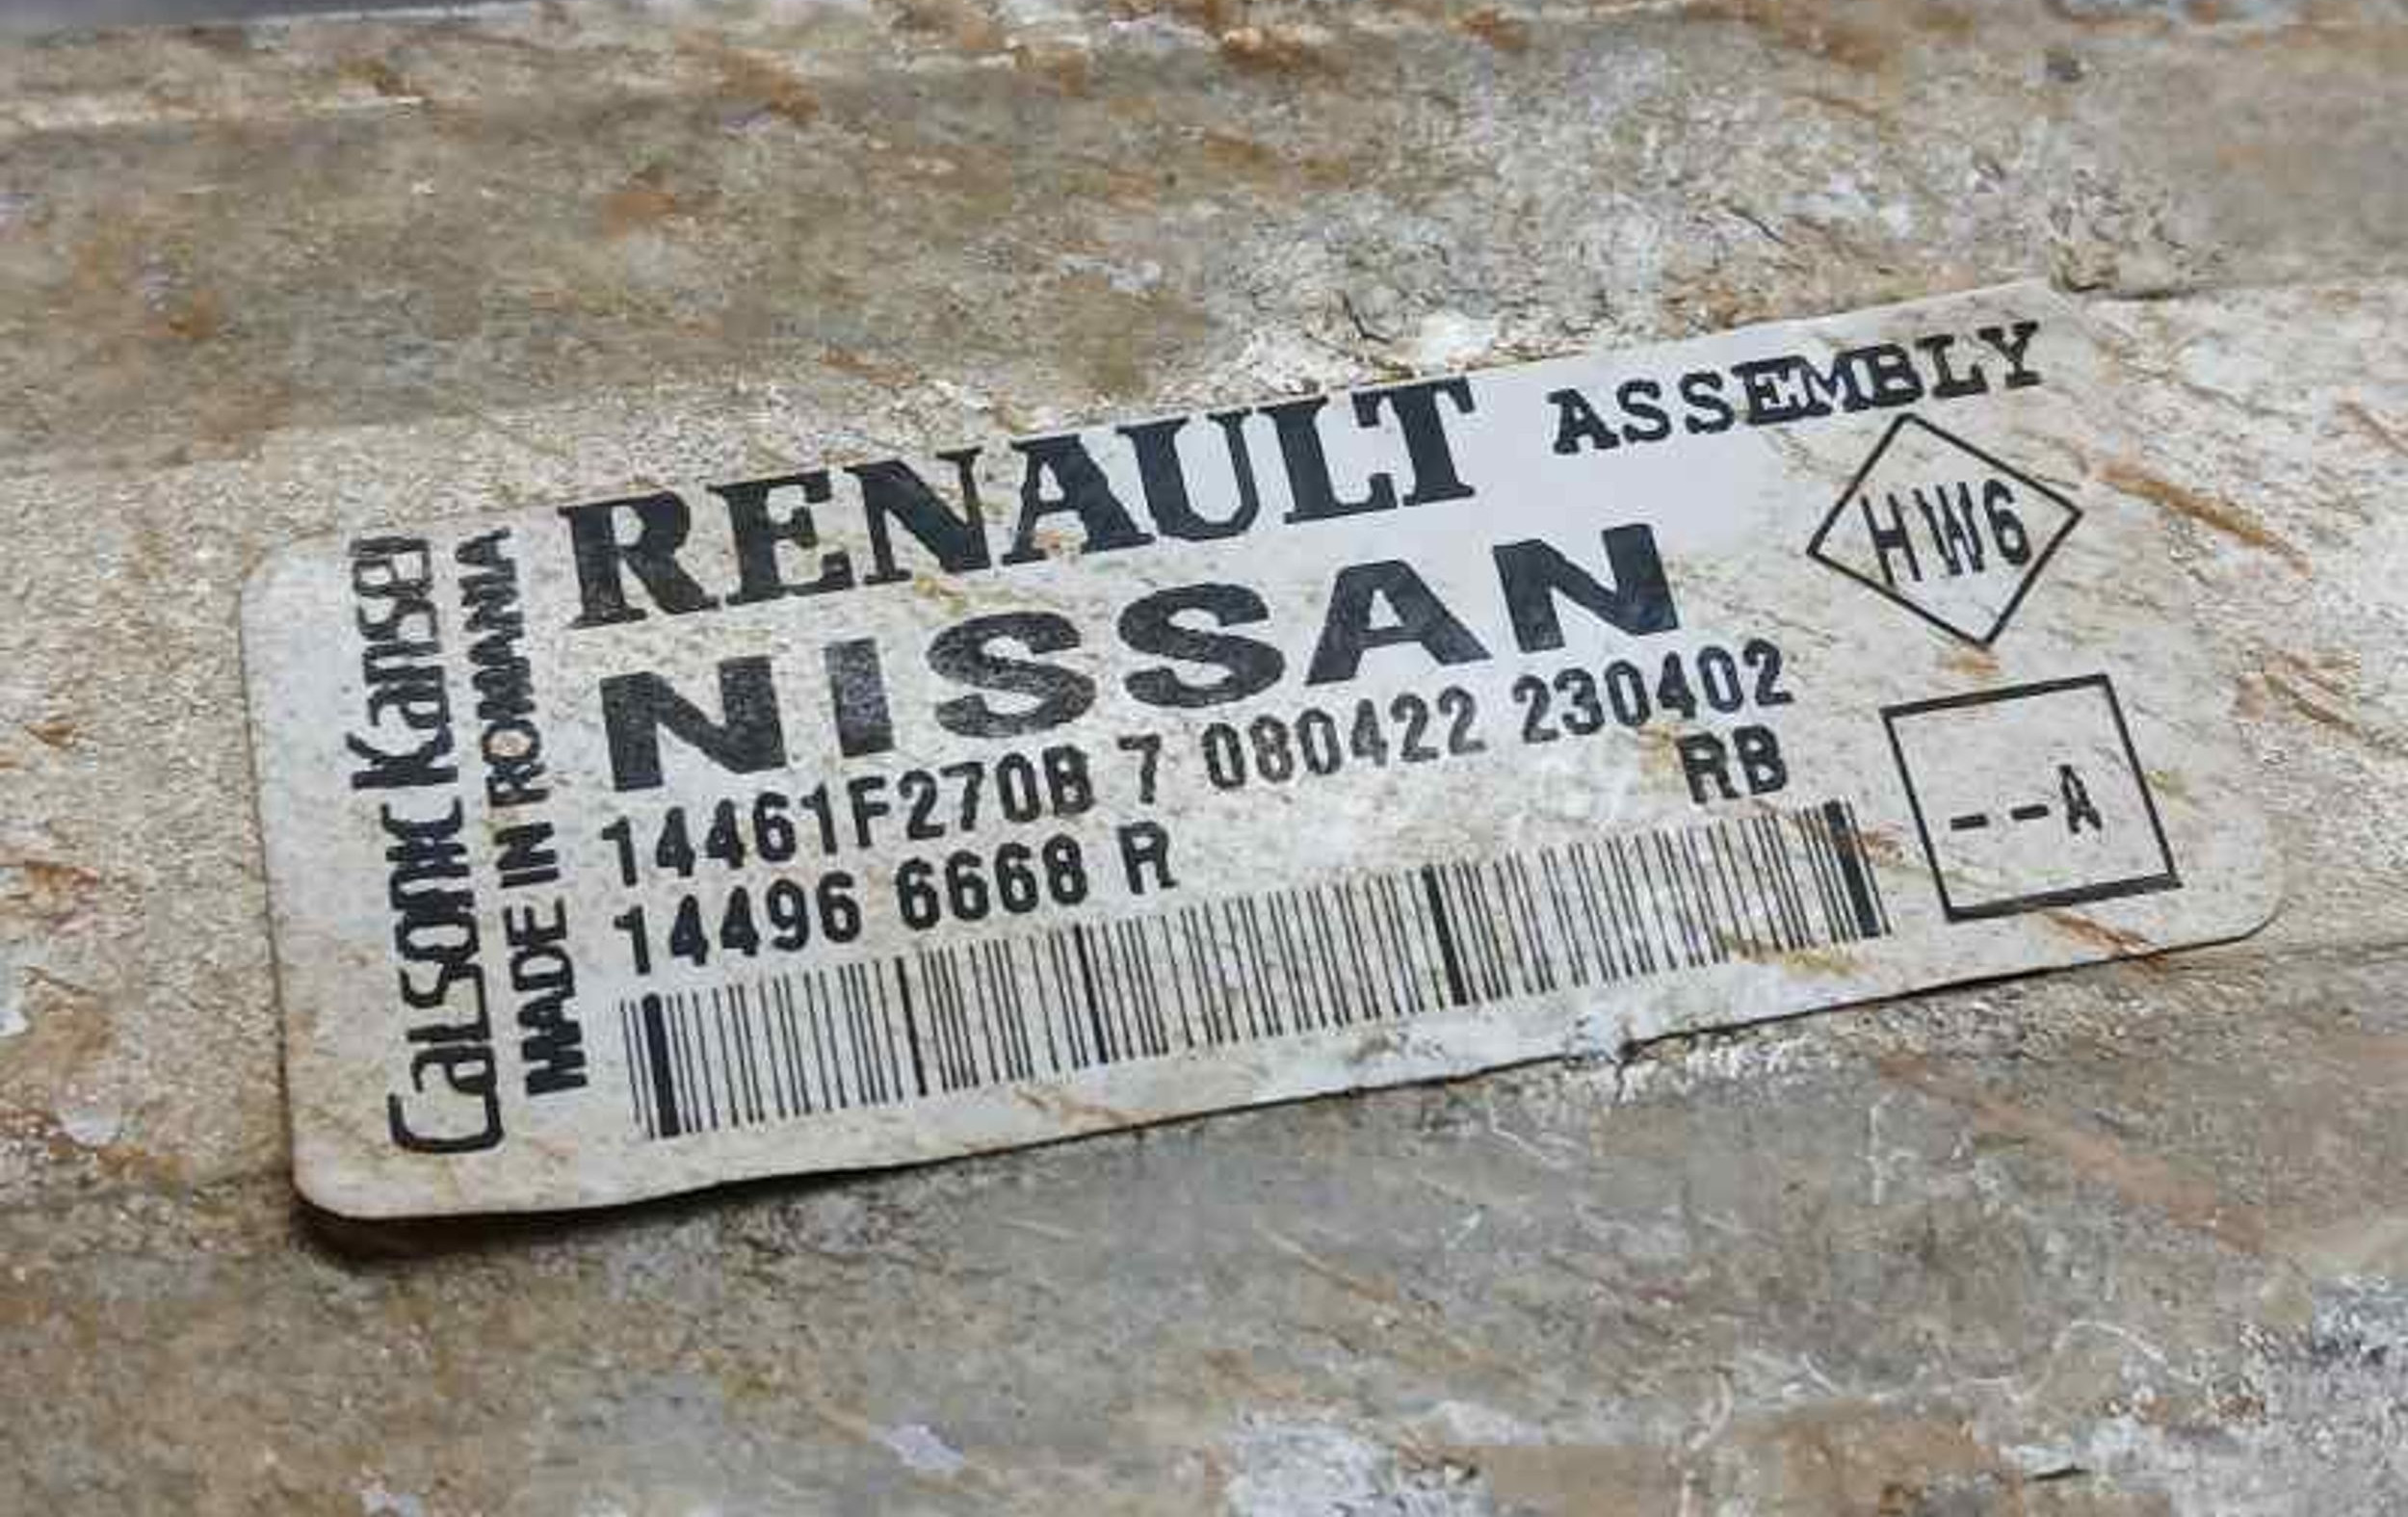 Calsonic Kansei
MADE IN ROMANIA
RENAULT ASSEMBLY
NISSAN
14461F270B 7 080422 230402
14496 6668 R
RB
HW6
--A